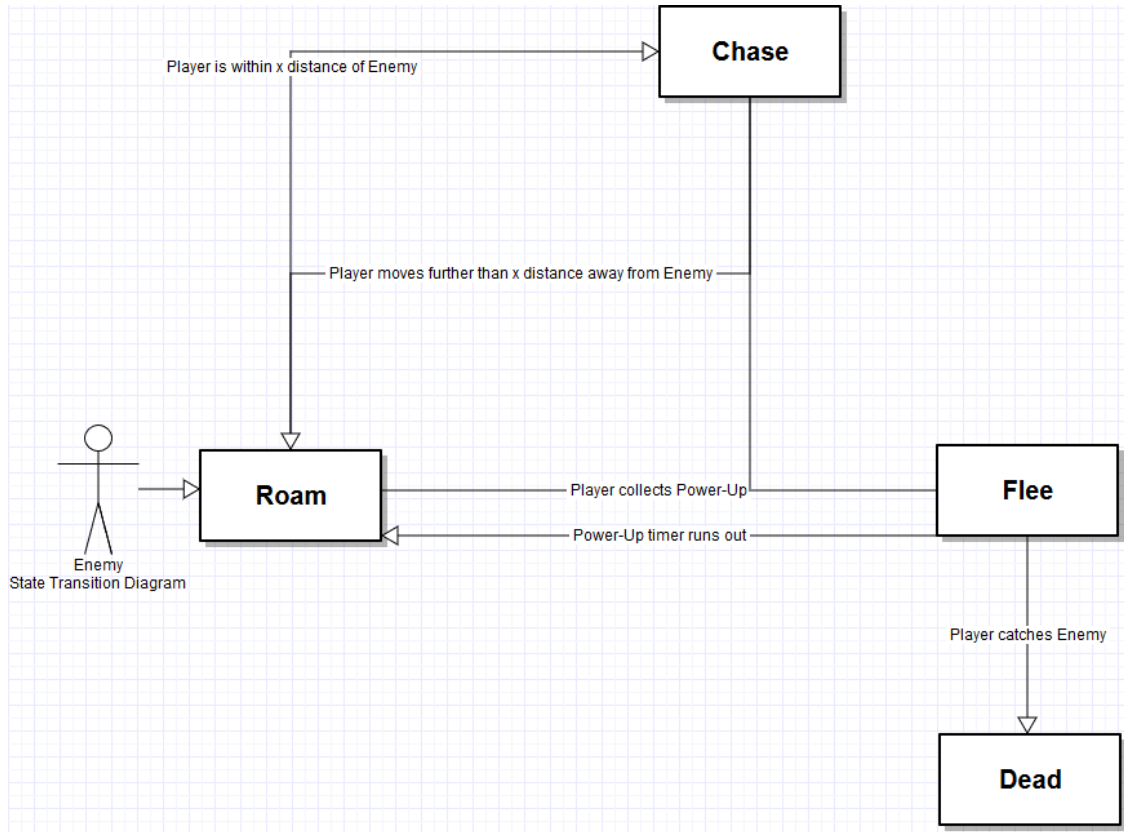 Chase
Player is within x distance of Enemy
Player moves further than x distance away from Enemy
Roam
Player collects Power-Up
Flee
Power-Up timer runs out
Enemy
State Transition Diagram
Player catches Enemy
Dead